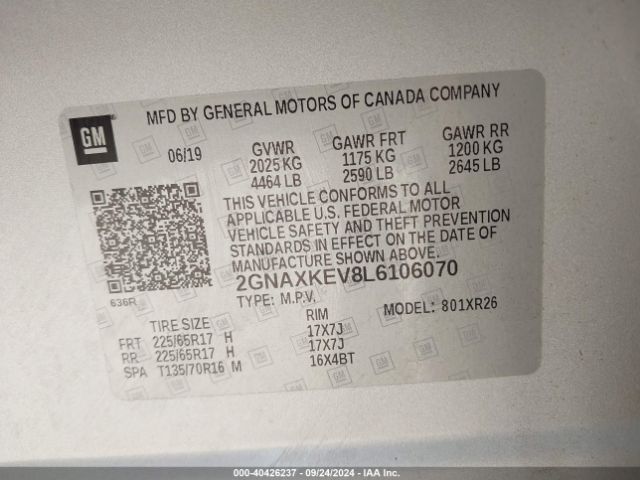 MFD BY GENERAL MOTORS OF CANADA COMPANY
GM
06/19
GVWR
2025 KG
4464 LB
GAWR FRT
1175 KG
2590 LB
GAWR RR
1200 KG
2645 LB
THIS VEHICLE CONFORMS TO ALL
APPLICABLE U.S. FEDERAL MOTOR
VEHICLE SAFETY AND THEFT PREVENTION
STANDARDS IN EFFECT ON THE DATE OF
MANUFACTURE SHOWN ABOVE.
2GNAXKEV8L6106070
636R
TYPE: M.P.V.
MODEL: 801XR26
TIRE SIZE
RIM
FRT 225/65R17 H 17X7J
RR 225/65R17 H 17X7J
SPA T135/70R16 M 16X4BT
000-40426237 - 09/24/2024 - IAA Inc.